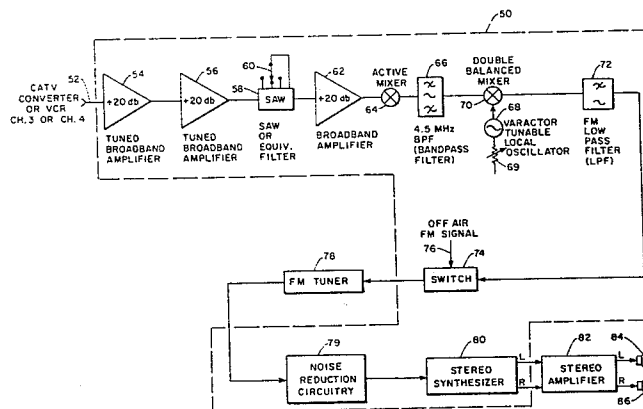 50
52
CATV
CONVERTER
OR VCR
CH.3 OR CH.4
54
+20 db
TUNED
BROADBAND
AMPLIFIER
56
+20 db
TUNED
BROADBAND
AMPLIFIER
58
60
SAW
SAW
OR
EQUIV.
FILTER
62
+20 db
BROADBAND
AMPLIFIER
ACTIVE
MIXER
64
66
4.5 MHz
BPF
(BANDPASS
FILTER)
DOUBLE
BALANCED
MIXER
70
68
VARACTOR
TUNABLE
LOCAL
OSCILLATOR
69
72
FM
LOW
PASS
FILTER
(LPF)
OFF AIR
FM SIGNAL
76
74
SWITCH
78
FM TUNER
79
NOISE
REDUCTION
CIRCUITRY
80
STEREO
SYNTHESIZER
L
R
82
STEREO
AMPLIFIER
L
R
84
86